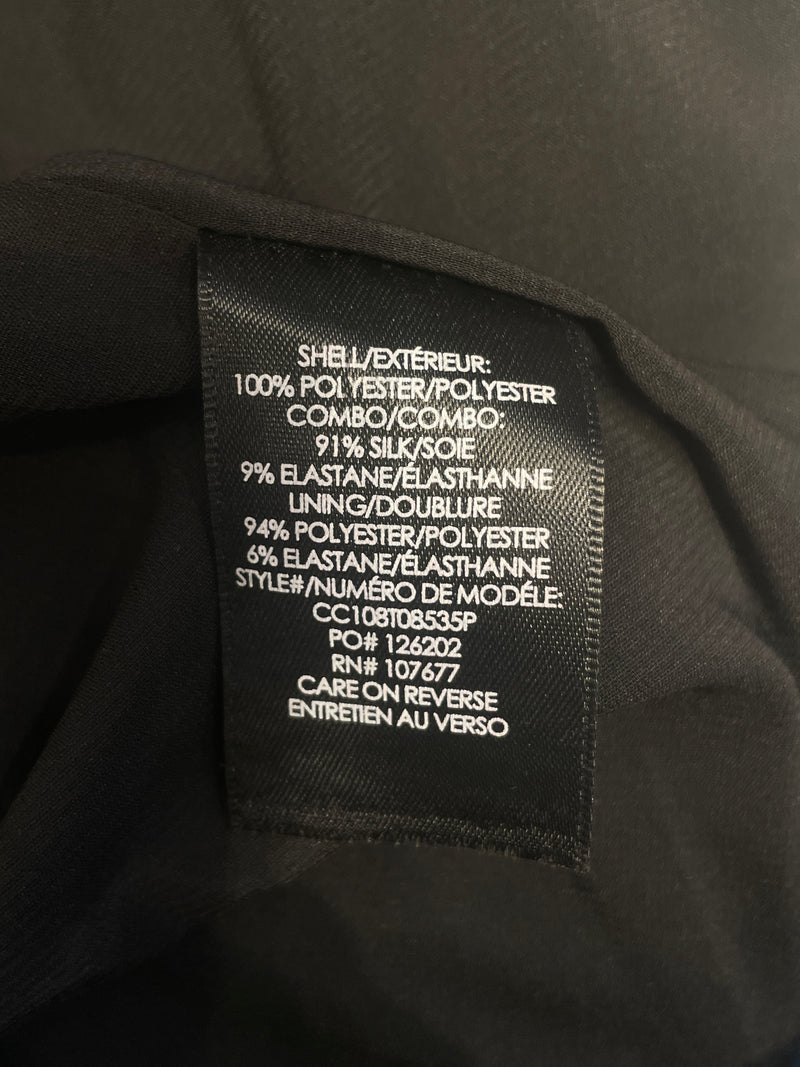 SHELL/EXTÉRIEUR:
100% POLYESTER/POLYESTER
COMBO/COMBO:
91% SILK/SOIE
9% ELASTANE/ÉLASTHANNE
LINING/DOUBLURE
94% POLYESTER/POLYESTER
6% ELASTANE/ÉLASTHANNE
STYLE#/NUMÉRO DE MODÉLE:
CC108T08535P
PO# 126202
RN# 107677
CARE ON REVERSE
ENTRETIEN AU VERSO